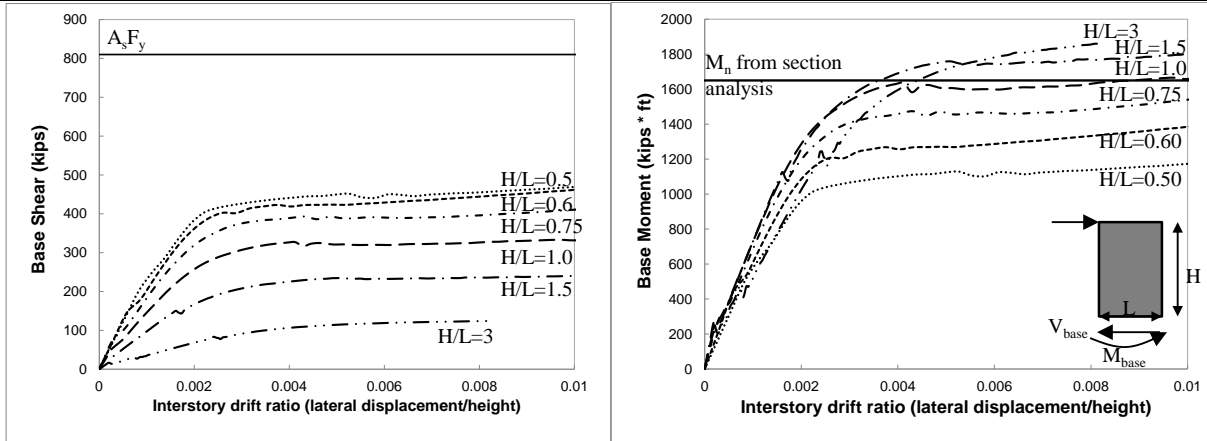 900
800
700
600
500
400
300
200
100
0
Base Shear (kips)
AsFy
H/L=0.5
H/L=0.6
H/L=0.75
H/L=1.0
H/L=1.5
H/L=3
0 0.002 0.004 0.006 0.008 0.01
Interstory drift ratio (lateral displacement/height)
2000
1800
1600
1400
1200
1000
800
600
400
200
0
Base Moment (kips * ft)
Mn from section
analysis
H/L=3
H/L=1.5
H/L=1.0
H/L=0.75
H/L=0.60
H/L=0.50
L
H
Vbase
Mbase
0 0.002 0.004 0.006 0.008 0.01
Interstory drift ratio (lateral displacement/height)